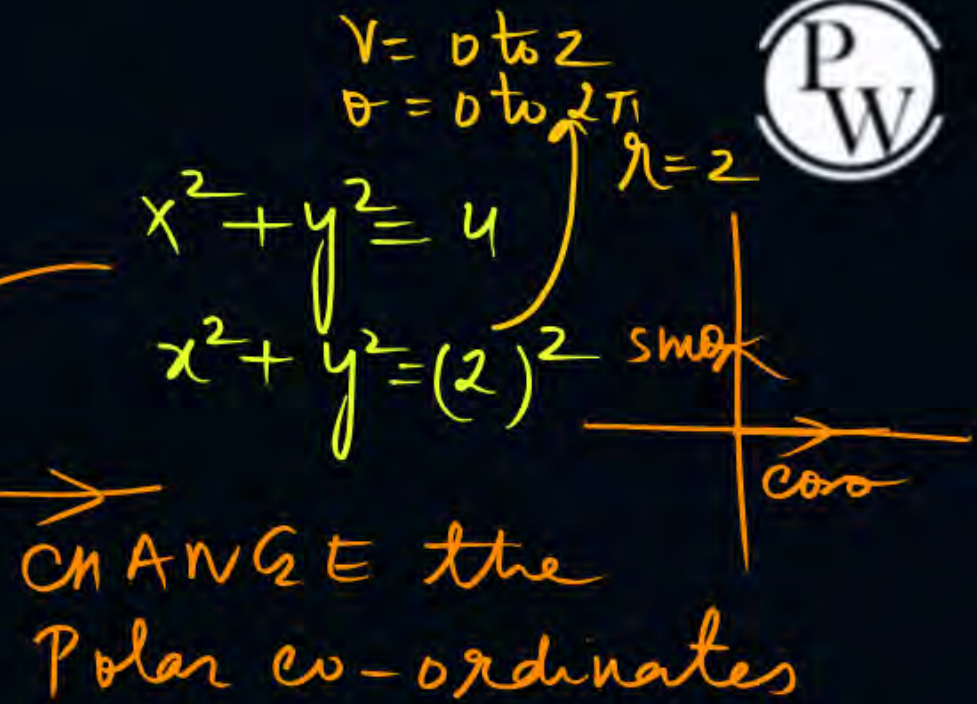 r = 0 to 2
θ = 0 to 2π
r = 2
x² + y² = 4
x² + y² = (2)²
sinθ
cosθ
CHANGE the
Polar co-ordinates
P
W